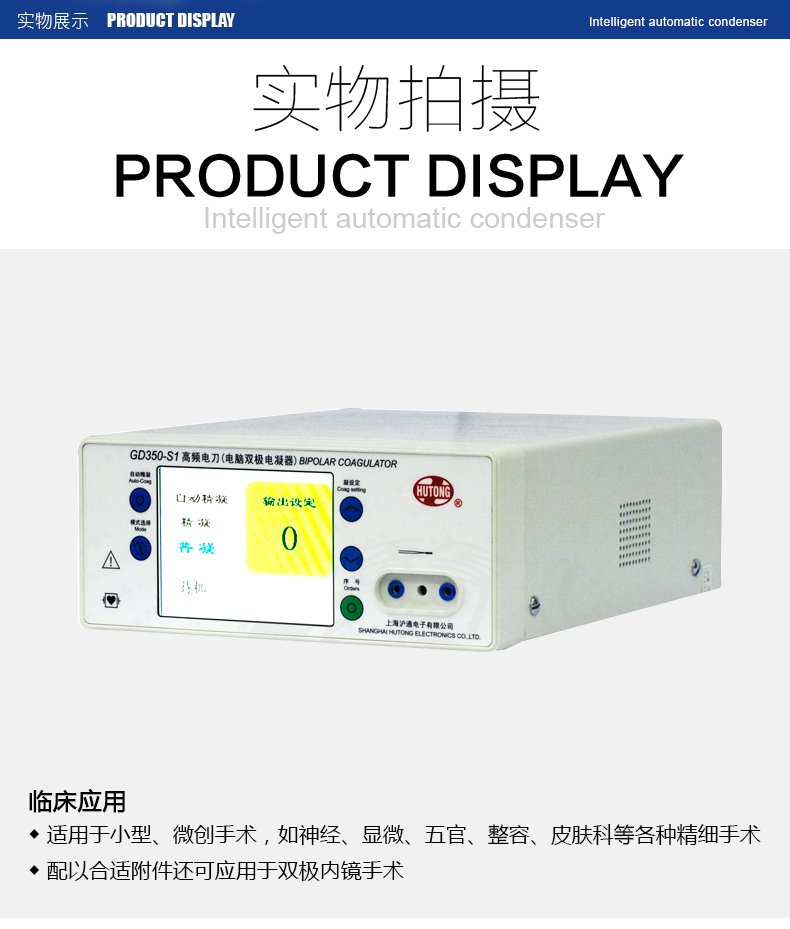 实物展示 PRODUCT DISPLAY
Intelligent automatic condenser
实物拍摄
PRODUCT DISPLAY
Intelligent automatic condenser
GD350-S1 高频电刀(电脑双极电凝器) BIPOLAR COAGULATOR
自动精凝
Auto-Coag
模式选择
Mode
自动精凝
精凝
普凝
待机
输出设定
0
凝设定
Coag setting
序 号
Orders
HUTONG
®
上海沪通电子有限公司
SHANGHAI HUTONG ELECTRONICS CO.,LTD.
临床应用
◆ 适用于小型、微创手术，如神经、显微、五官、整容、皮肤科等各种精细手术
◆ 配以合适附件还可应用于双极内镜手术